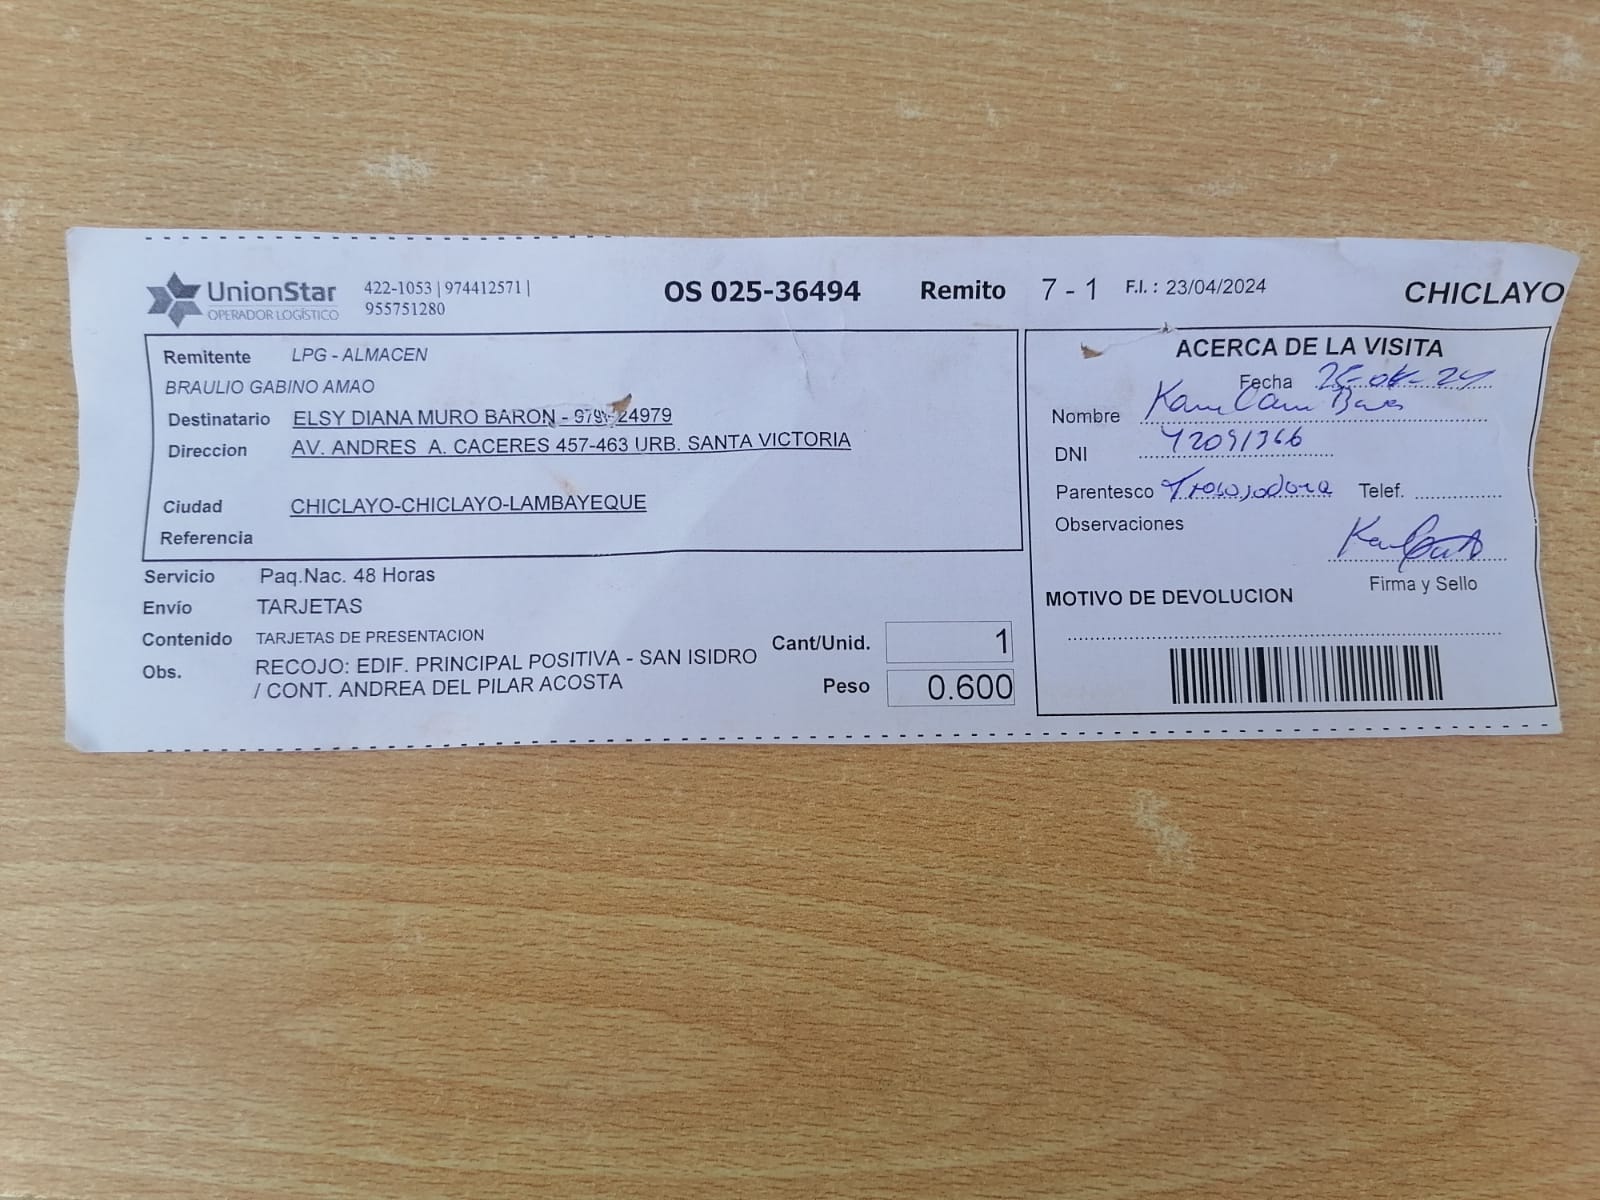 UnionStar
OPERADOR LOGÍSTICO
422-1053 | 974412571 |
955751280
OS 025-36494 Remito 7 - 1 F.I. : 23/04/2024 CHICLAYO
Remitente LPG - ALMACEN
BRAULIO GABINO AMAO
Destinatario ELSY DIANA MURO BARON -
Direccion AV. ANDRES A. CACERES 457-463 URB. SANTA VICTORIA
Ciudad CHICLAYO-CHICLAYO-LAMBAYEQUE
Referencia
Servicio Paq.Nac. 48 Horas
Envío TARJETAS
Contenido TARJETAS DE PRESENTACION
Obs. RECOJO: EDIF. PRINCIPAL POSITIVA - SAN ISIDRO
/ CONT. ANDREA DEL PILAR ACOSTA
Cant/Unid. 1
Peso 0.600
ACERCA DE LA VISITA
Fecha
Nombre
DNI
Parentesco Trabajadora Telef.
Observaciones
Firma y Sello
MOTIVO DE DEVOLUCION